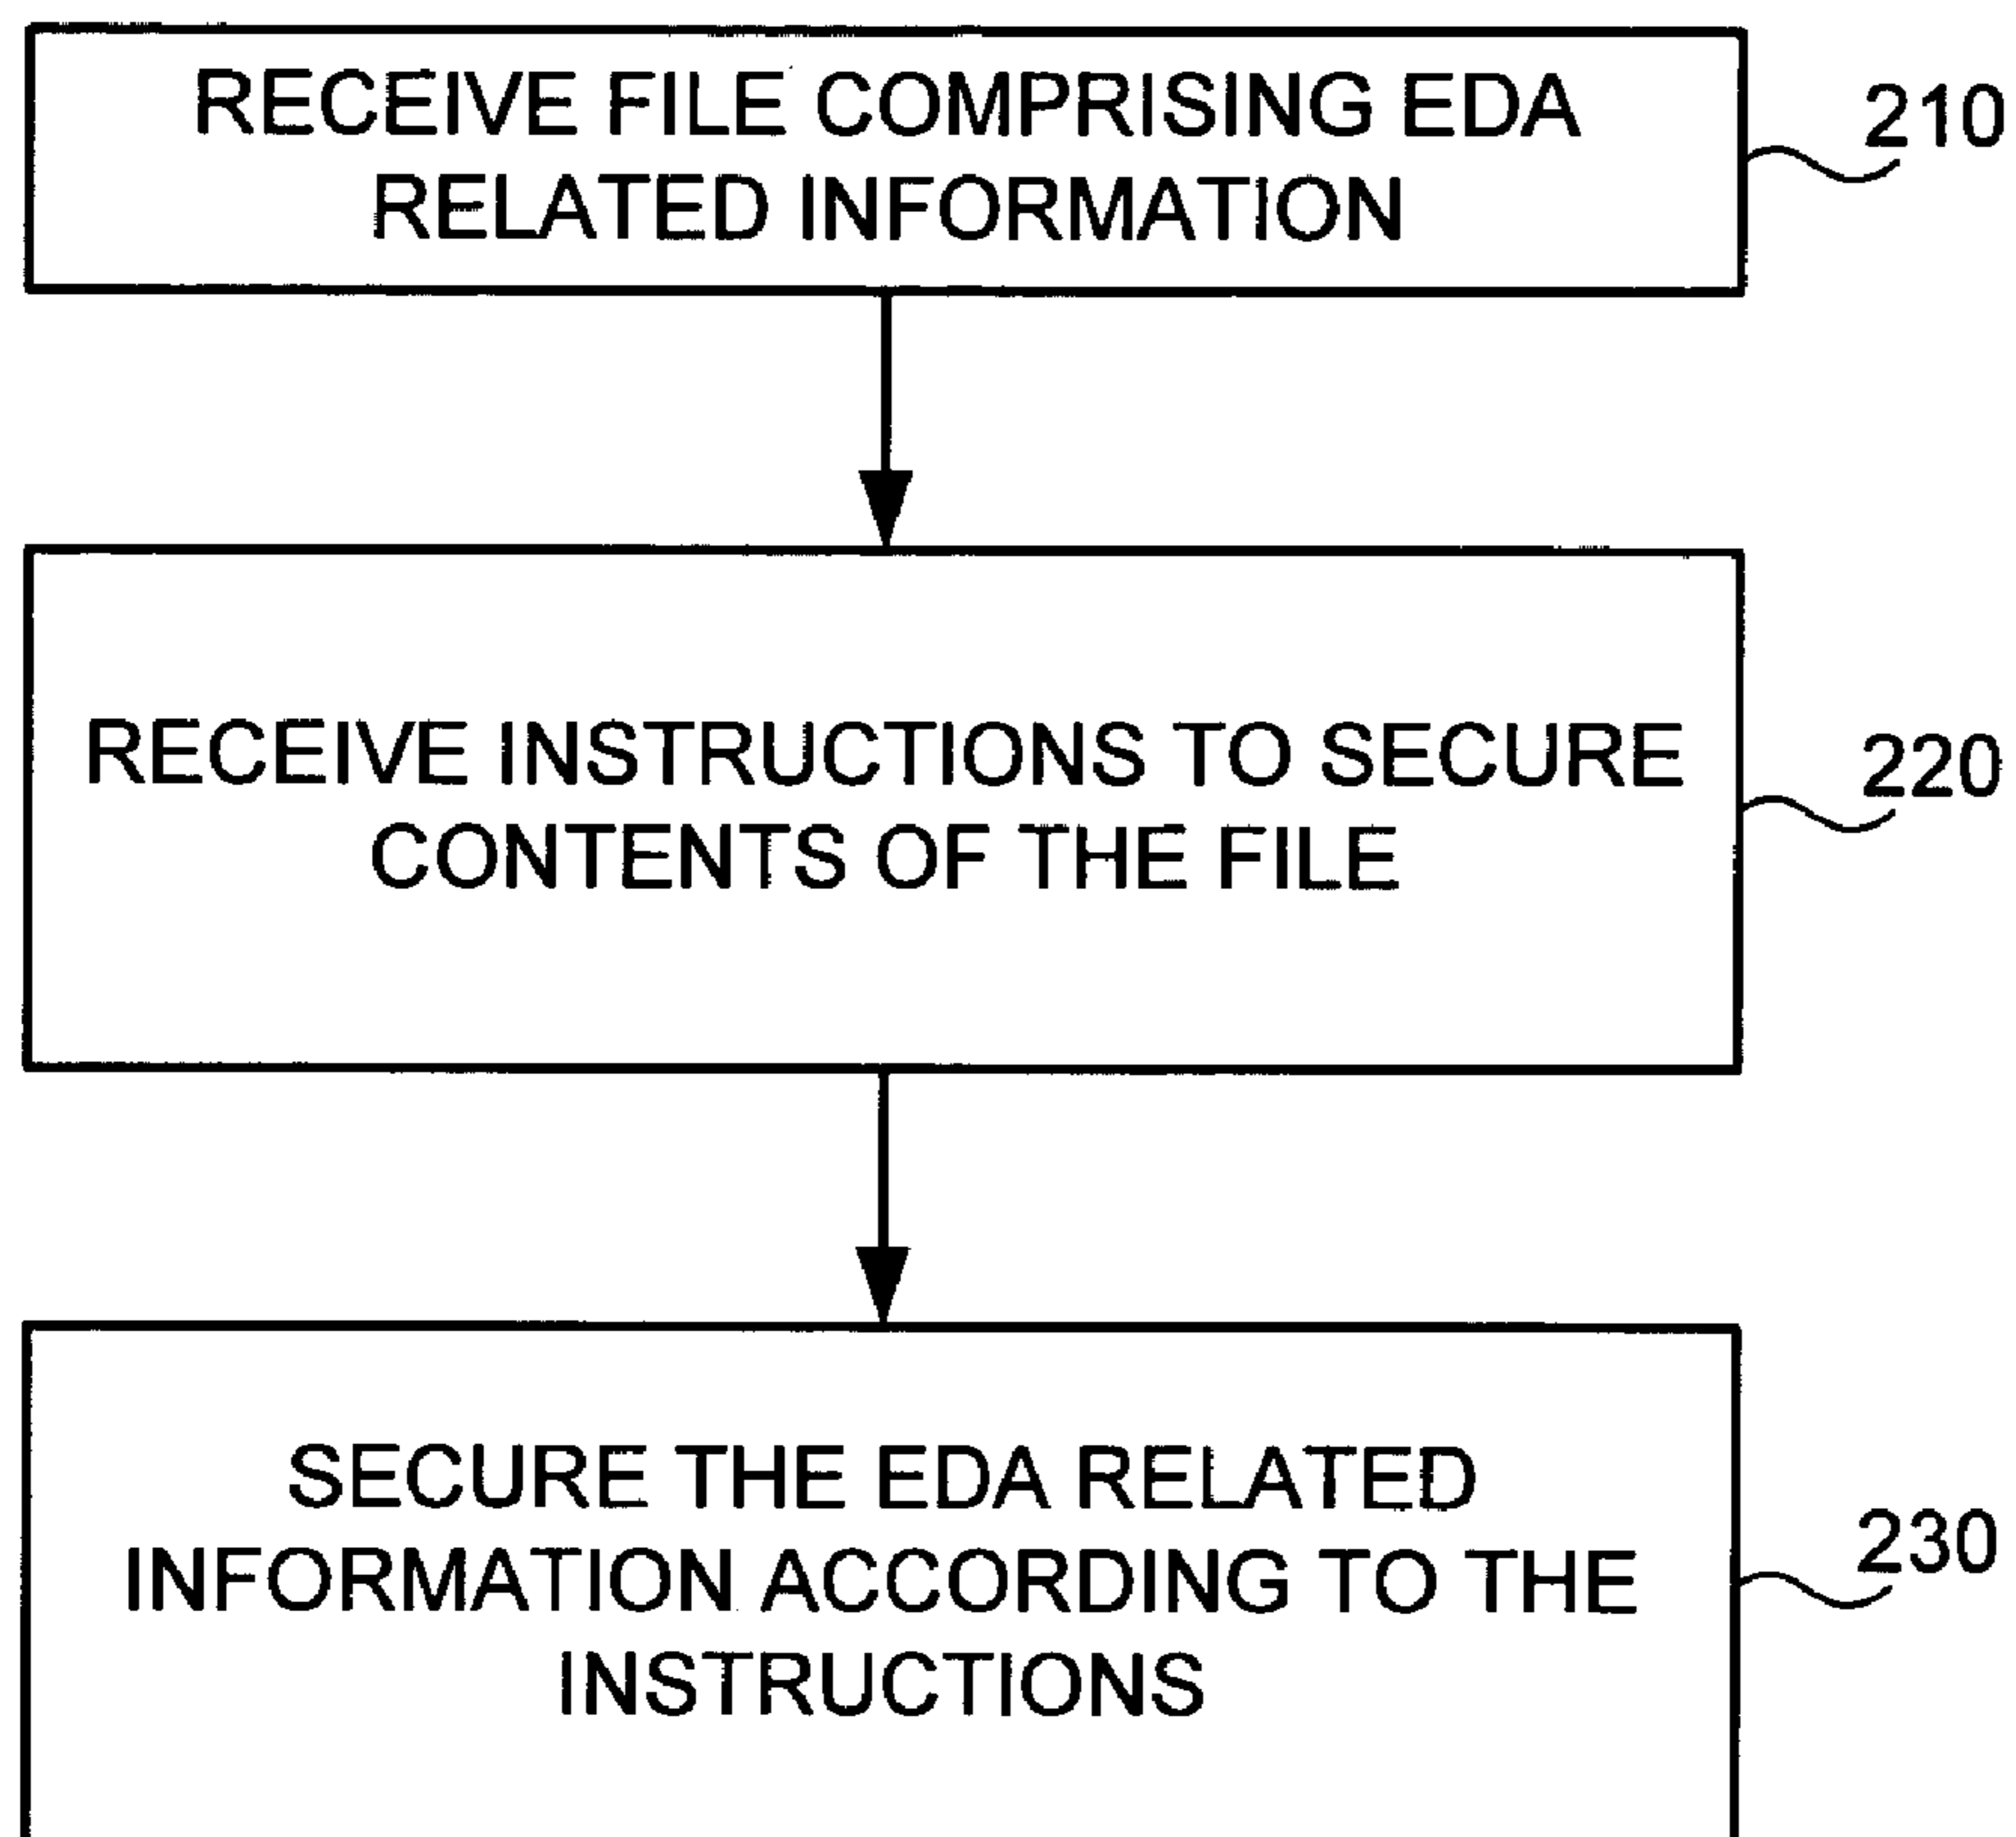 RECEIVE FILE COMPRISING EDA
RELATED INFORMATION
210
RECEIVE INSTRUCTIONS TO SECURE
CONTENTS OF THE FILE
220
SECURE THE EDA RELATED
INFORMATION ACCORDING TO THE
INSTRUCTIONS
230